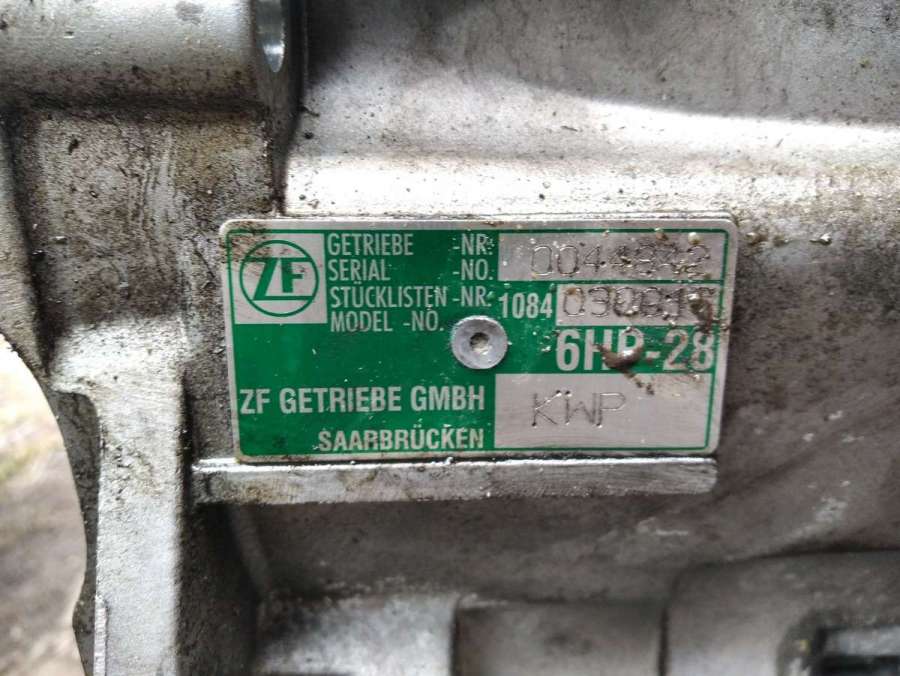 ZF
GETRIEBE -NR.
SERIAL -NO.
STÜCKLISTEN -NR. 1084
MODEL -NO.
6HP-28
ZF GETRIEBE GMBH KWP
SAARBRÜCKEN